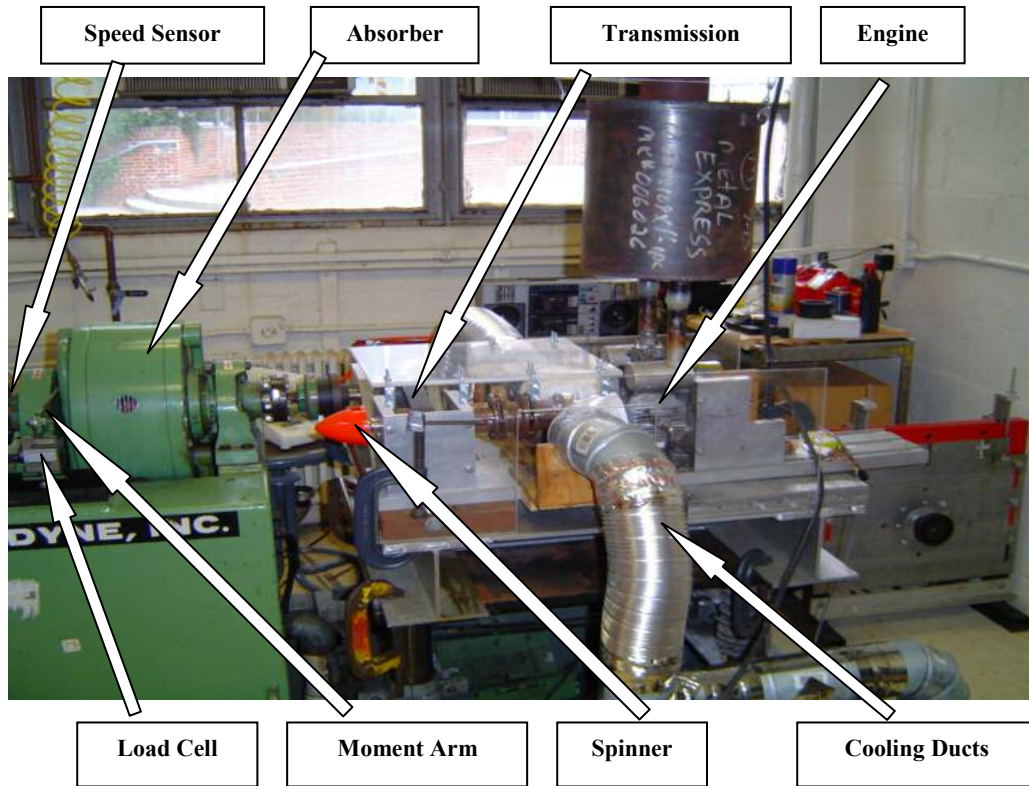 Speed Sensor
Absorber
Transmission
Engine
METAL
EXPRESS
DYNE, INC.
Load Cell
Moment Arm
Spinner
Cooling Ducts